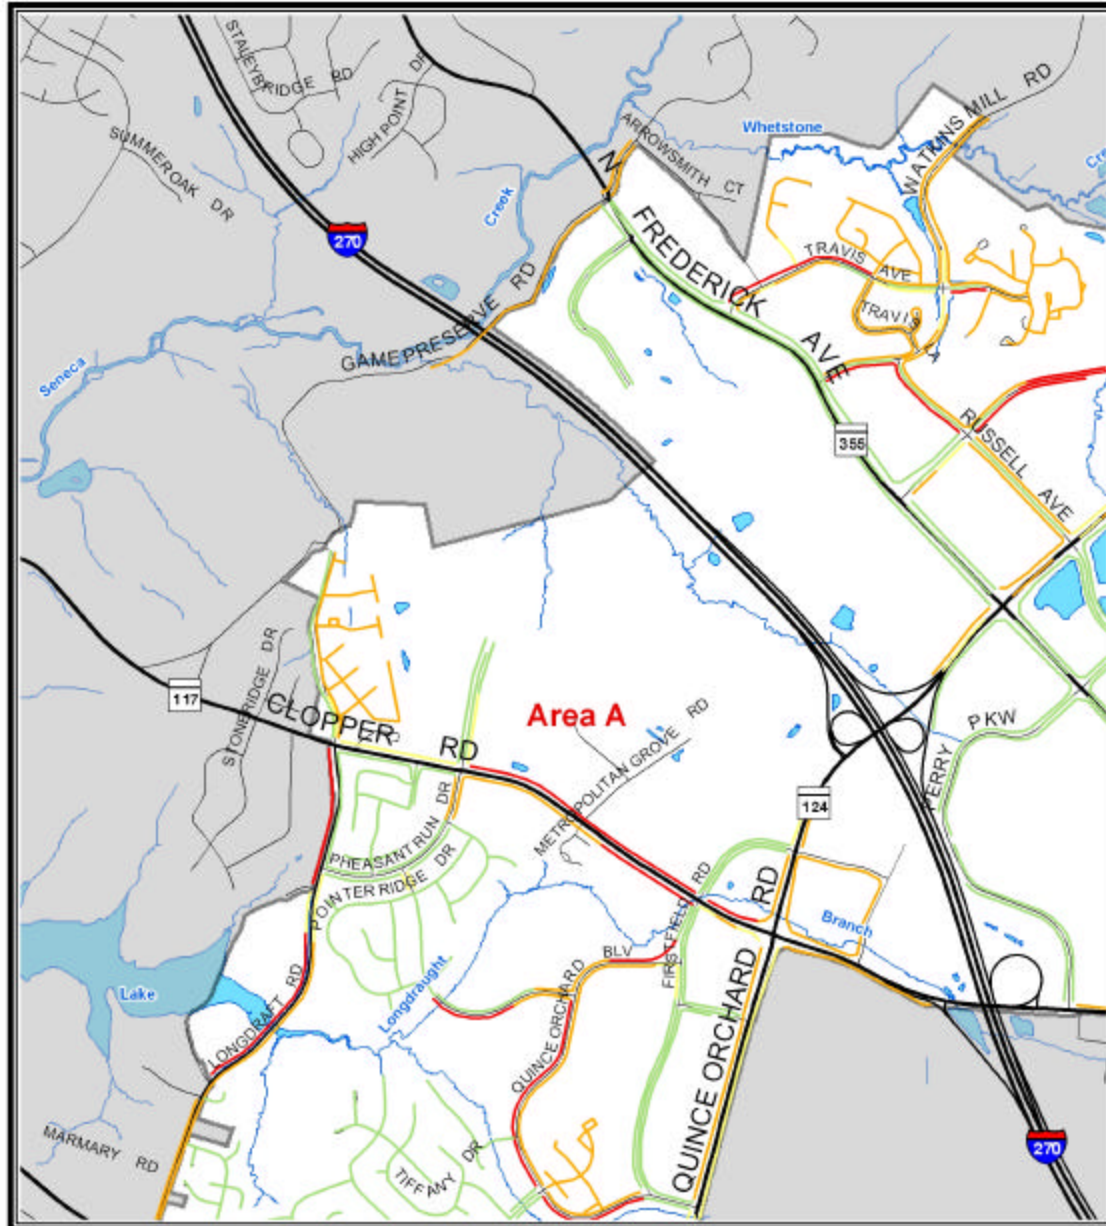 STALEYBRIDGE RD
HIGH POINT DR
SUMMEROAK DR
ARROWSMITH CT
Whetstone
WATKINS MILL RD
Cre
Creek
270
N FREDERICK AVE
TRAVIS AVE
TRAVIS LA
GAME PRESERVE RD
Seneca
355
RUSSELL AVE
STONERIDGE DR
117
CLOPPER RD
Area A
METROPOLITAN GROVE RD
PERRY PKW
124
PHEASANT RUN DR
POINTER RIDGE DR
FIRSTFIELD RD
QUINCE ORCHARD RD
Branch
QUINCE ORCHARD BLV
Lake
LONGDRAFT RD
Longdraught
MARMARY RD
TIFFANY DR
270